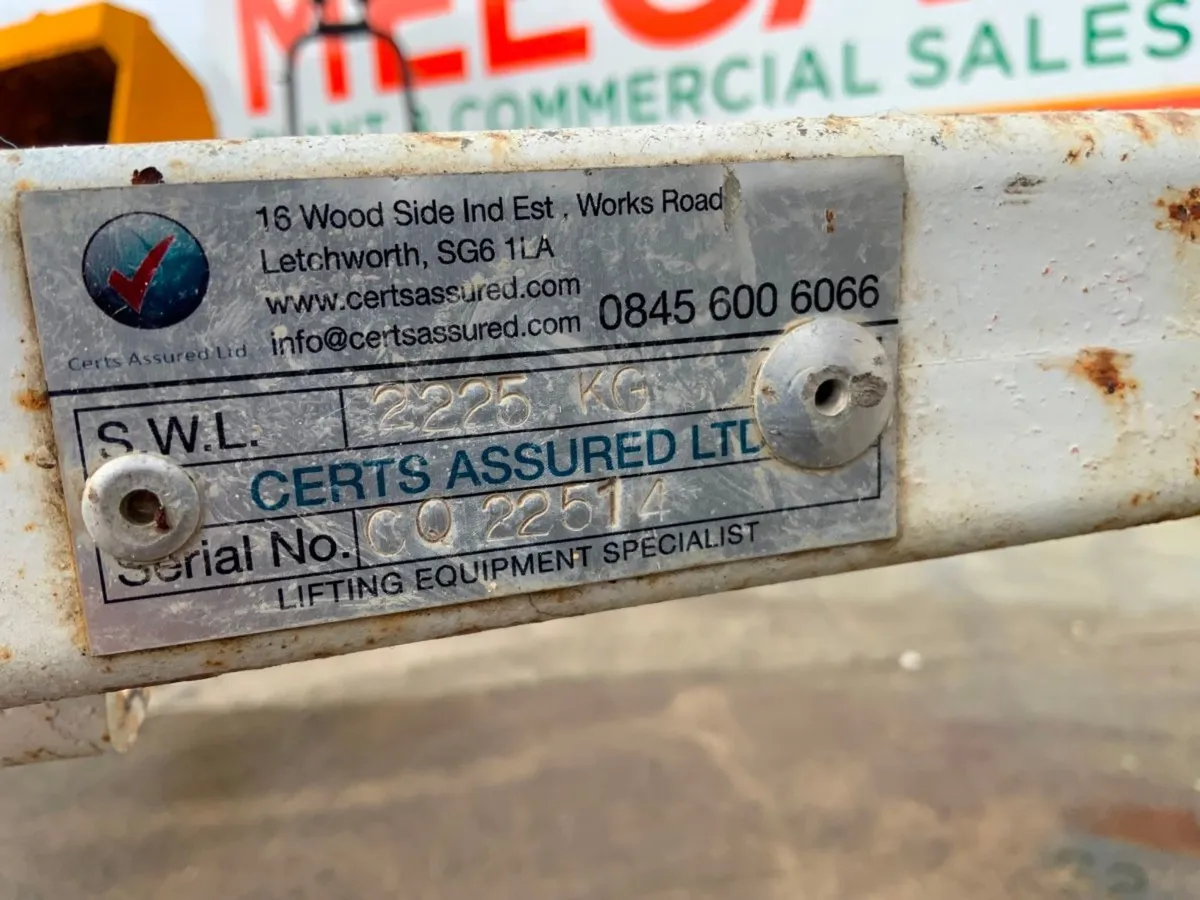 COMMERCIAL SALES
16 Wood Side Ind Est , Works Road
Letchworth, SG6 1LA
www.certsassured.com
info@certsassured.com 0845 600 6066
Certs Assured Ltd
S.W.L. 2225 KG
CERTS ASSURED LTD
Serial No. CQ 22514
LIFTING EQUIPMENT SPECIALIST